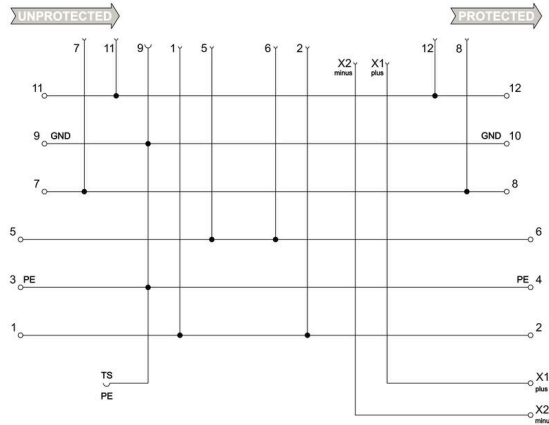 UNPROTECTED PROTECTED
7 11 9 1 5 6 2 12 8
X2 X1
minus plus
11 12
9 GND GND 10
7 8
5 6
3 PE PE 4
1 2
TS X1
plus
PE
X2
minu